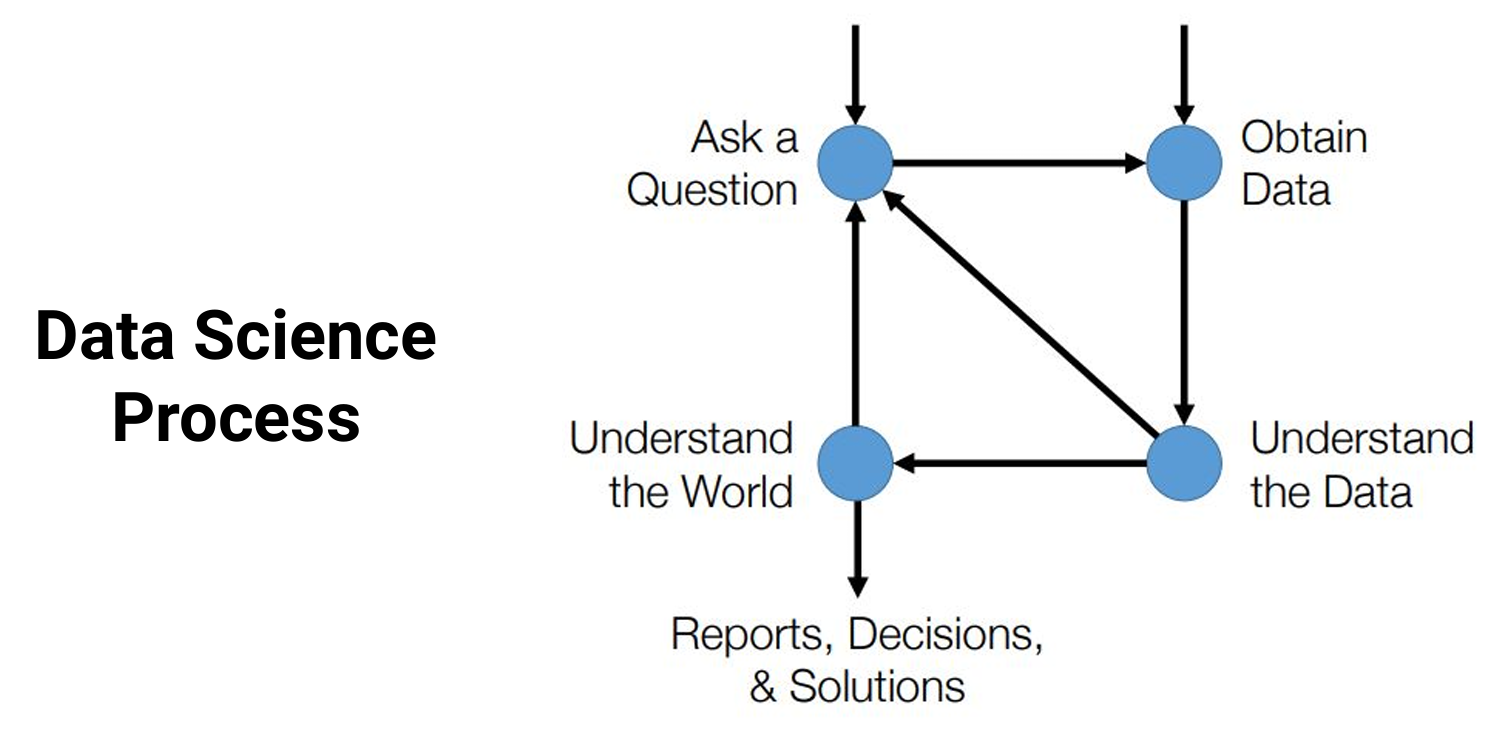 Data Science
Process
Ask a
Question
Obtain
Data
Understand
the World
Understand
the Data
Reports, Decisions,
& Solutions